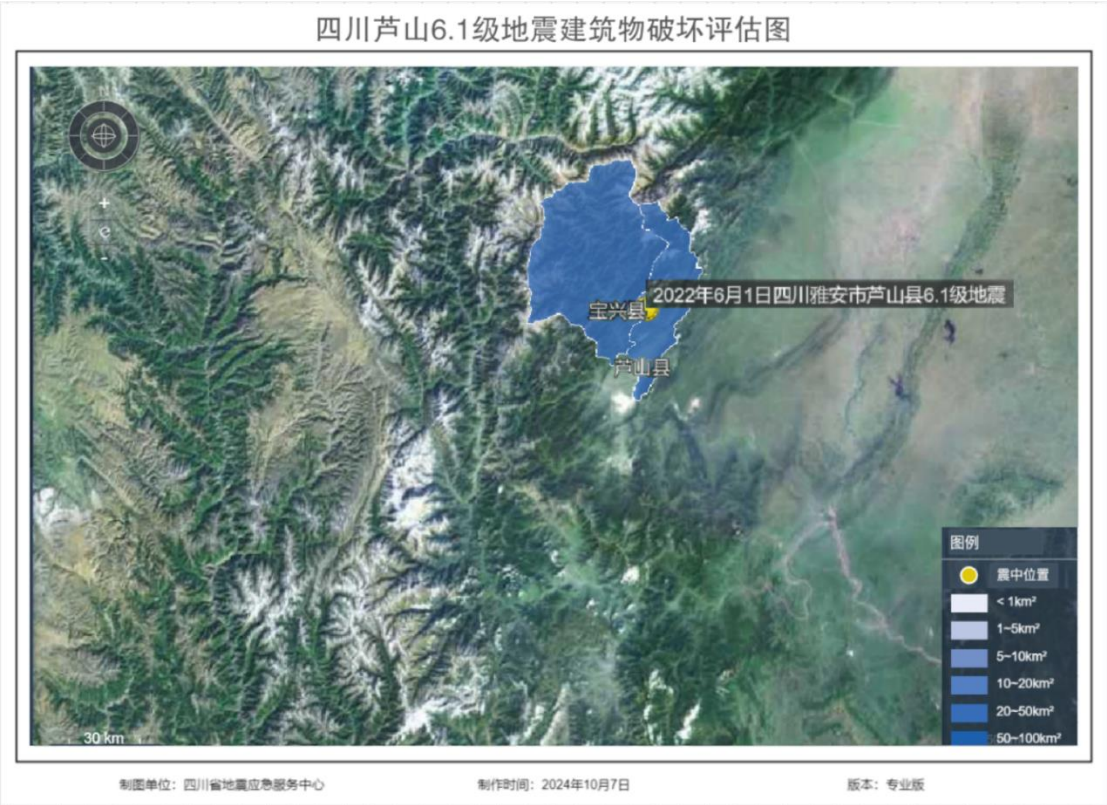 四川芦山6.1级地震建筑物破坏评估图
2022年6月1日四川雅安市芦山县6.1级地震
宝兴县
芦山县
图例
震中位置
< 1km²
1~5km²
5~10km²
10~20km²
20~50km²
50~100km²
30 km
制图单位：四川省地震应急服务中心
制作时间：2024年10月7日
版本：专业版